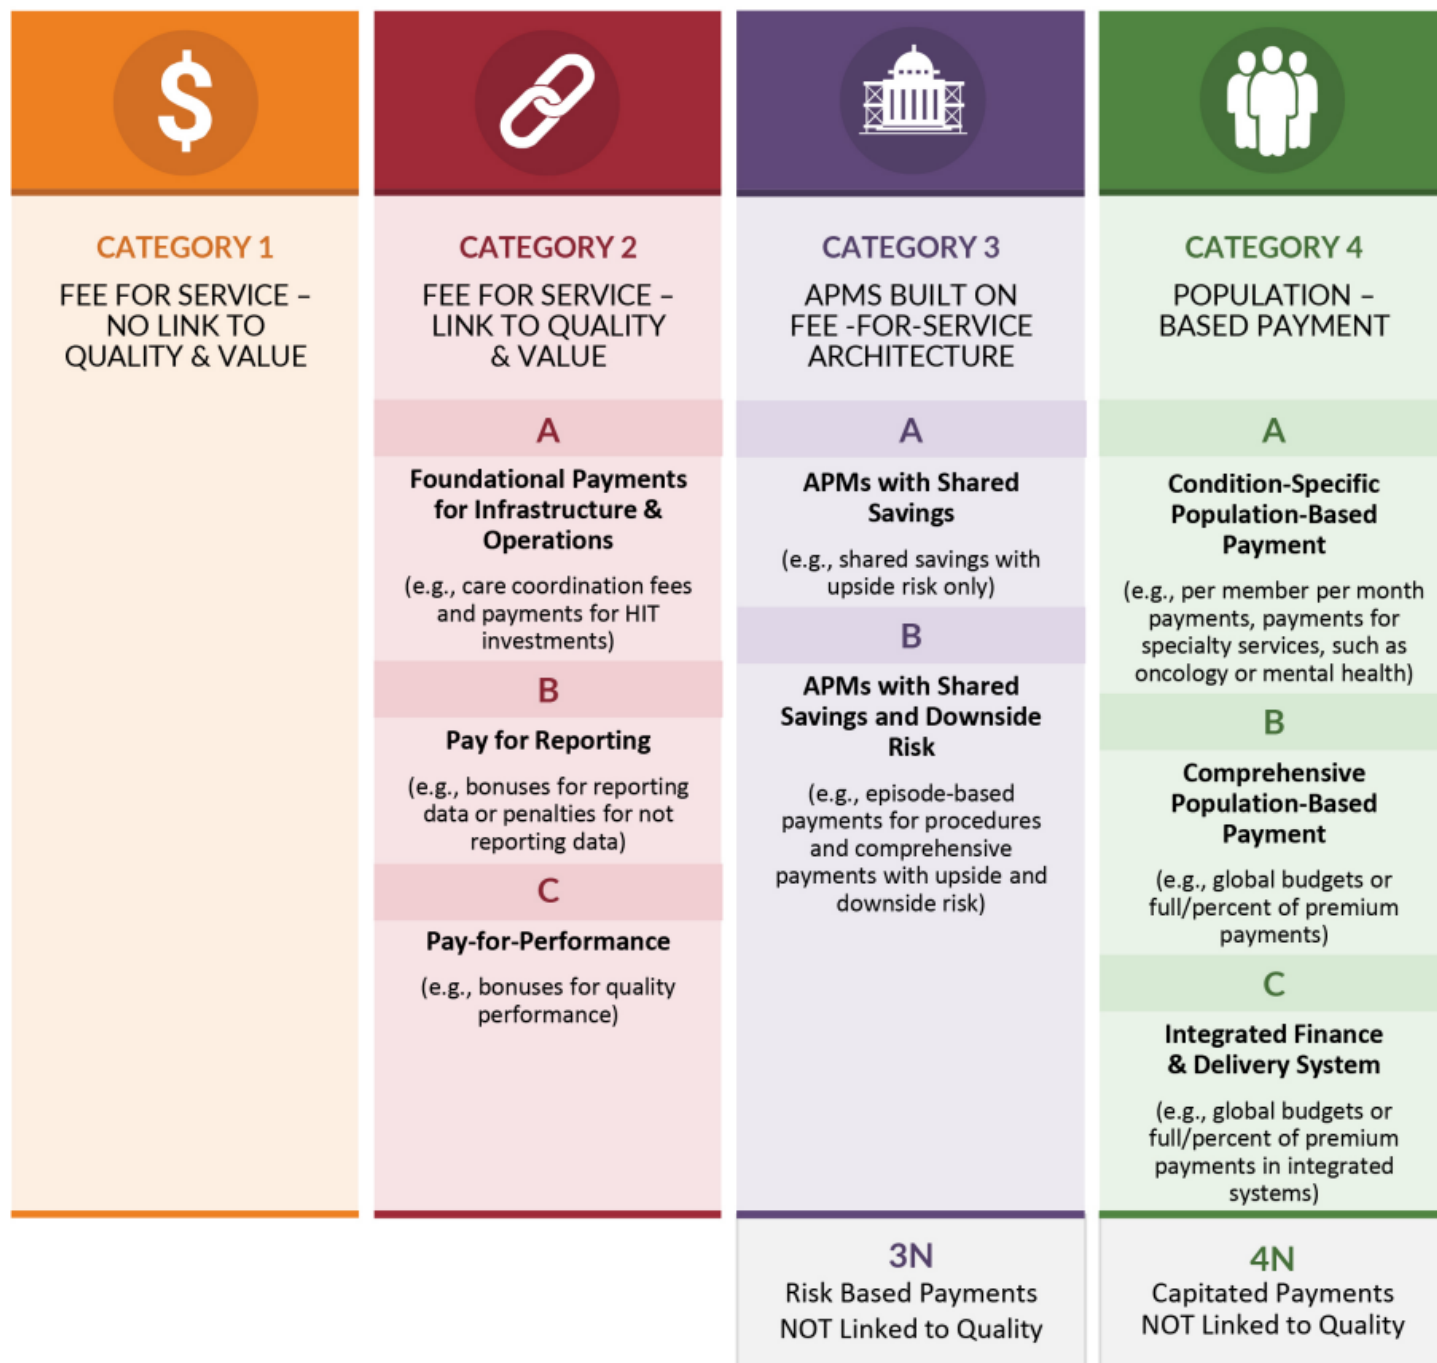 $
CATEGORY 1
FEE FOR SERVICE –
NO LINK TO
QUALITY & VALUE
CATEGORY 2
FEE FOR SERVICE –
LINK TO QUALITY
& VALUE
A
Foundational Payments
for Infrastructure &
Operations
(e.g., care coordination fees
and payments for HIT
investments)
B
Pay for Reporting
(e.g., bonuses for reporting
data or penalties for not
reporting data)
C
Pay-for-Performance
(e.g., bonuses for quality
performance)
CATEGORY 3
APMS BUILT ON
FEE -FOR-SERVICE
ARCHITECTURE
A
APMs with Shared
Savings
(e.g., shared savings with
upside risk only)
B
APMs with Shared
Savings and Downside
Risk
(e.g., episode-based
payments for procedures
and comprehensive
payments with upside and
downside risk)
3N
Risk Based Payments
NOT Linked to Quality
CATEGORY 4
POPULATION –
BASED PAYMENT
A
Condition-Specific
Population-Based
Payment
(e.g., per member per month
payments, payments for
specialty services, such as
oncology or mental health)
B
Comprehensive
Population-Based
Payment
(e.g., global budgets or
full/percent of premium
payments)
C
Integrated Finance
& Delivery System
(e.g., global budgets or
full/percent of premium
payments in integrated
systems)
4N
Capitated Payments
NOT Linked to Quality